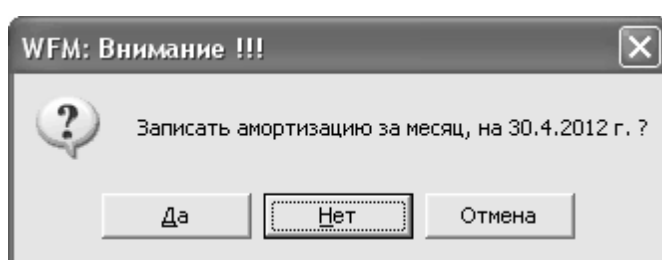 WFM: Внимание !!!
Записать амортизацию за месяц, на 30.4.2012 г. ?
Да Нет Отмена